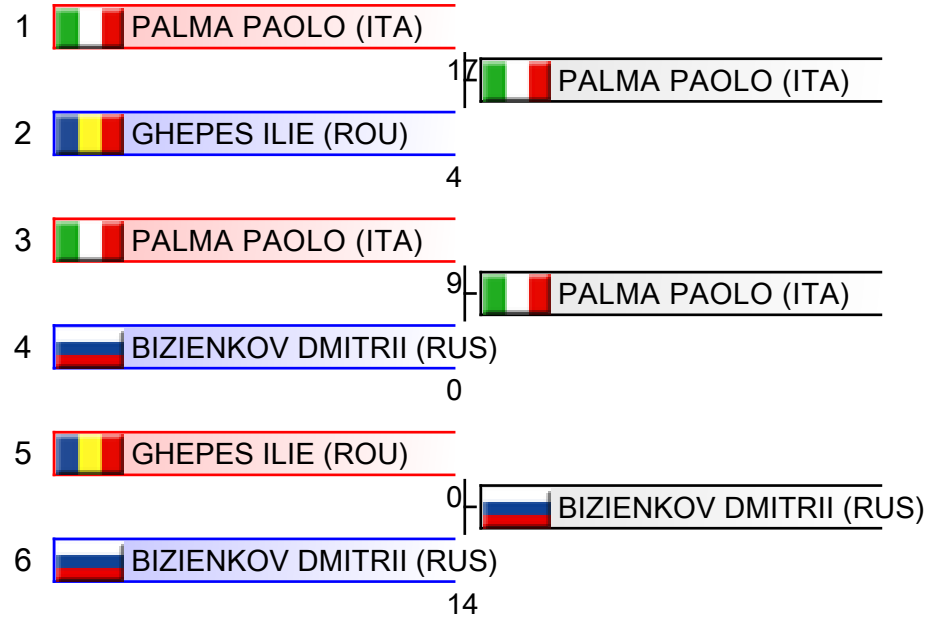 1 PALMA PAOLO (ITA)
17 PALMA PAOLO (ITA)
2 GHEPES ILIE (ROU)
4
3 PALMA PAOLO (ITA)
9 PALMA PAOLO (ITA)
4 BIZIENKOV DMITRII (RUS)
0
5 GHEPES ILIE (ROU)
0 BIZIENKOV DMITRII (RUS)
6 BIZIENKOV DMITRII (RUS)
14